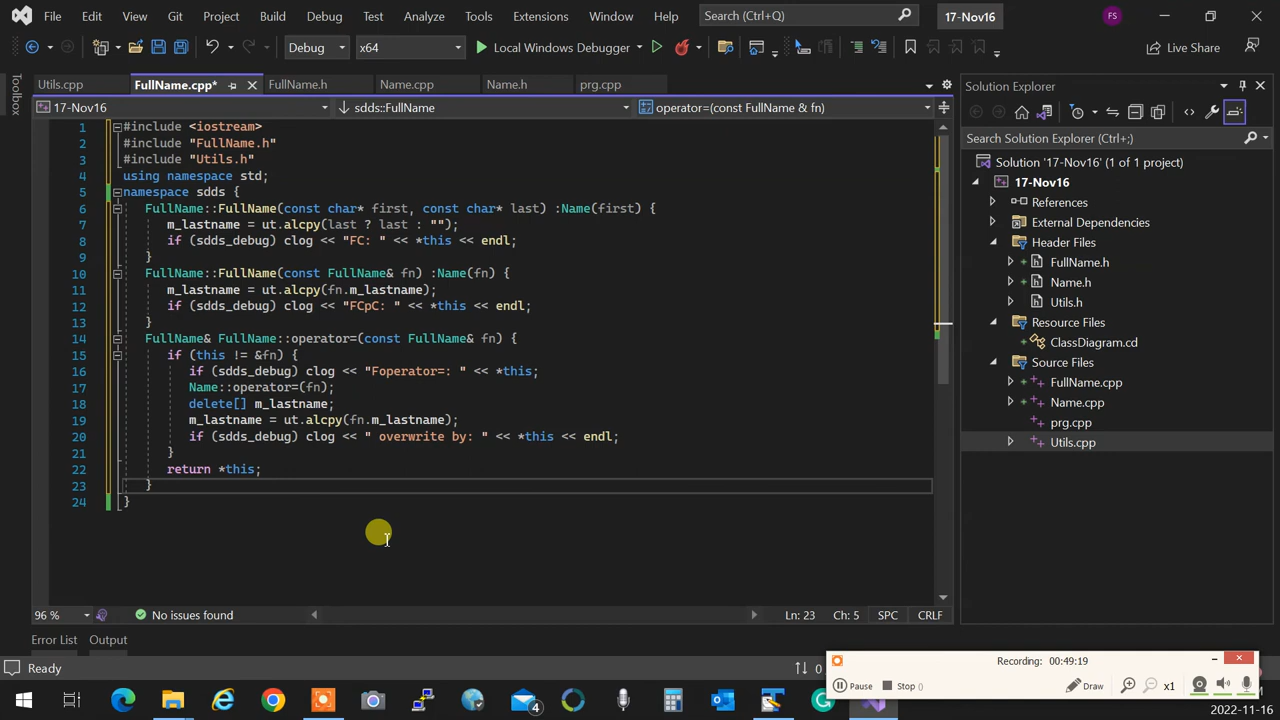 File Edit View Git Project Build Debug Test Analyze Tools Extensions Window Help Search (Ctrl+Q) 17-Nov16 FS
Debug x64 Local Windows Debugger Live Share
Toolbox
Utils.cpp FullName.cpp* FullName.h Name.cpp Name.h prg.cpp
17-Nov16 sdds::FullName operator=(const FullName & fn)
1 #include <iostream>
2 #include "FullName.h"
3 #include "Utils.h"
4 using namespace std;
5 namespace sdds {
6 FullName::FullName(const char* first, const char* last) :Name(first) {
7 m_lastname = ut.alcpy(last ? last : "");
8 if (sdds_debug) clog << "FC: " << *this << endl;
9 }
10 FullName::FullName(const FullName& fn) :Name(fn) {
11 m_lastname = ut.alcpy(fn.m_lastname);
12 if (sdds_debug) clog << "FCpC: " << *this << endl;
13 }
14 FullName& FullName::operator=(const FullName& fn) {
15 if (this != &fn) {
16 if (sdds_debug) clog << "Foperator=: " << *this;
17 Name::operator=(fn);
18 delete[] m_lastname;
19 m_lastname = ut.alcpy(fn.m_lastname);
20 if (sdds_debug) clog << " overwrite by: " << *this << endl;
21 }
22 return *this;
23 }
24 }
96 % No issues found Ln: 23 Ch: 5 SPC CRLF
Error List Output
Ready 0
Solution Explorer
Search Solution Explorer (Ctrl+;)
Solution '17-Nov16' (1 of 1 project)
17-Nov16
References
External Dependencies
Header Files
FullName.h
Name.h
Utils.h
Resource Files
ClassDiagram.cd
Source Files
FullName.cpp
Name.cpp
prg.cpp
Utils.cpp
Recording: 00:49:19
Pause Stop () Draw x1
4
2022-11-16